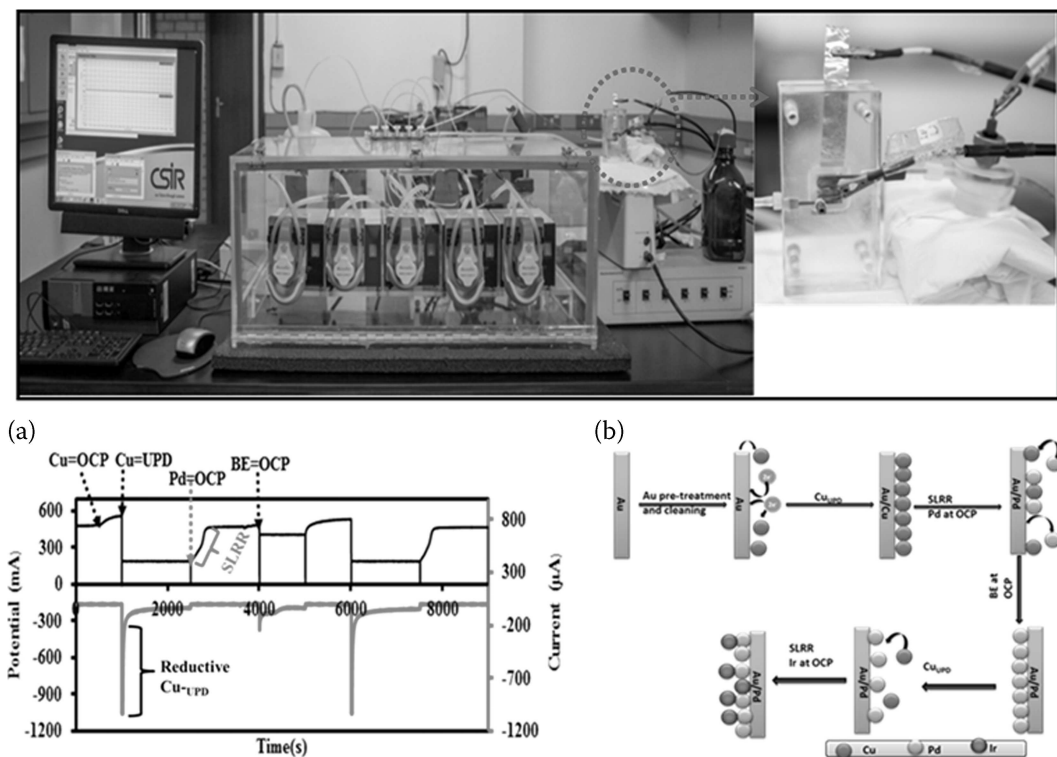 CSIR
(a)
Cu=OCP
Cu=UPD
Pd=OCP
BE=OCP
600
300
0
-300
-600
-900
-1200
Potential (mA)
800
300
-200
-700
-1200
Current (μA)
2000
4000
6000
8000
SLRR
Reductive
Cu-UPD
Time(s)
(b)
Au
Au pre-treatment
and cleaning
Au
CuUPD
Au/Cu
SLRR
Pd at OCP
Au/Pd
BE at
OCP
Au/Pd
SLRR
Ir at OCP
Au/Pd
CuUPD
Au/Pd
Cu
Pd
Ir